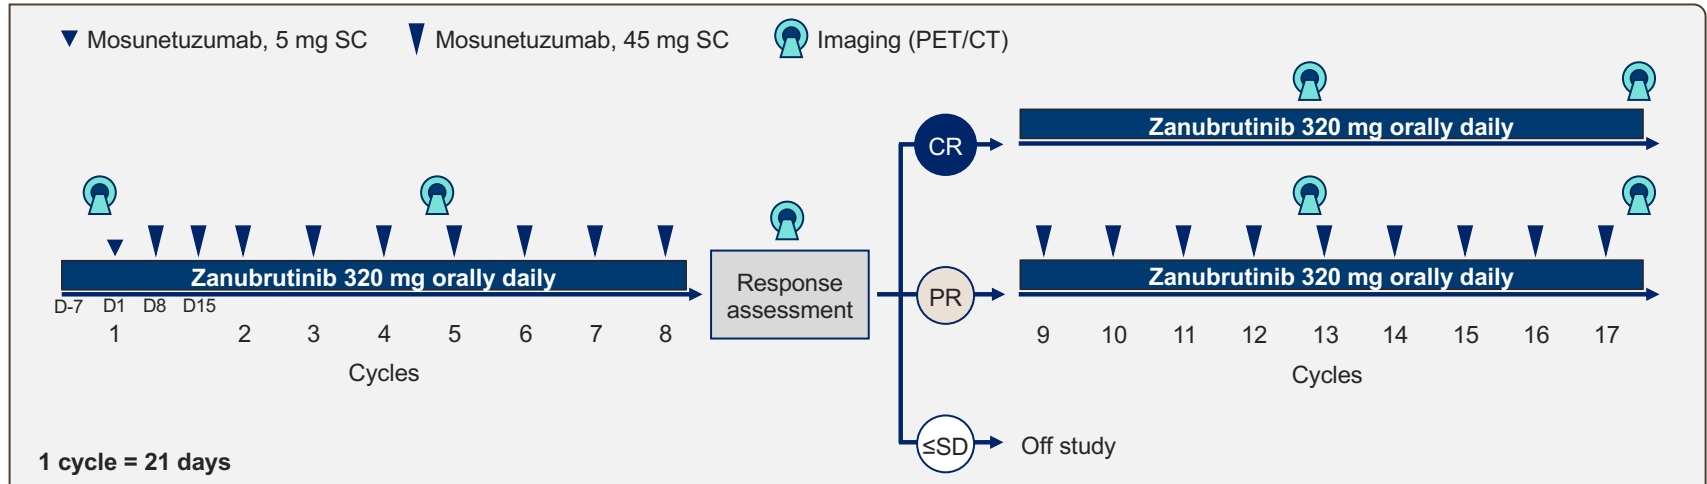 Mosunetuzumab, 5 mg SC
Mosunetuzumab, 45 mg SC
Imaging (PET/CT)
Zanubrutinib 320 mg orally daily
D-7 D1 D8 D15
1 2 3 4 5 6 7 8
Cycles
Response
assessment
CR
Zanubrutinib 320 mg orally daily
PR
Zanubrutinib 320 mg orally daily
9 10 11 12 13 14 15 16 17
Cycles
≤SD
Off study
1 cycle = 21 days